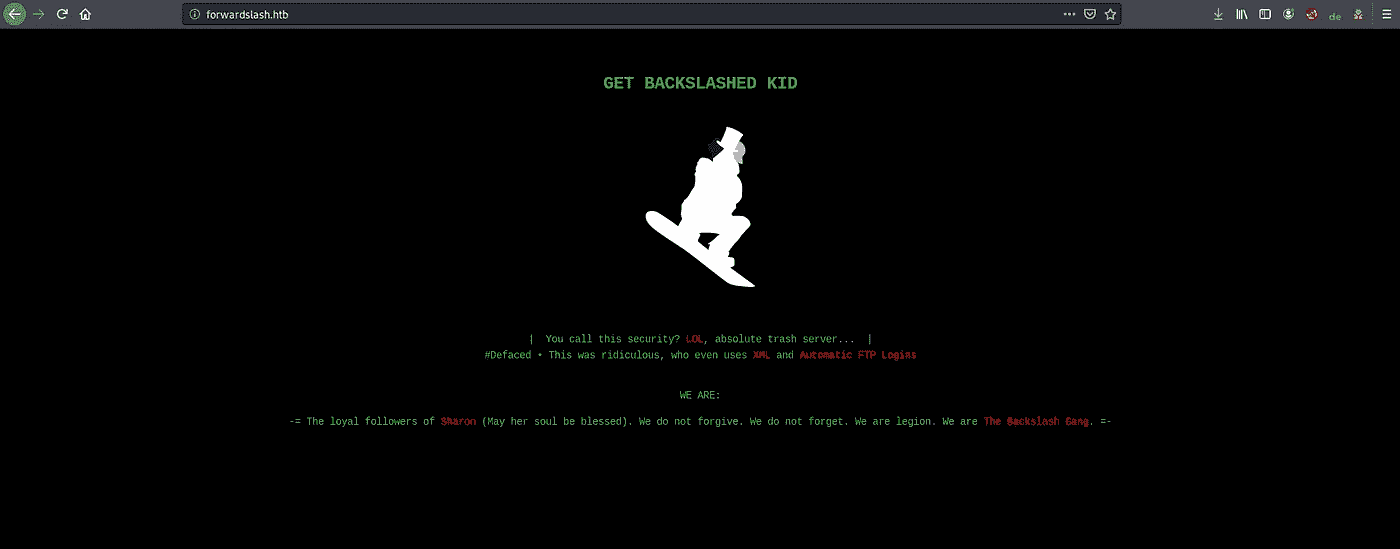 forwardslash.htb
de
GET BACKSLASHED KID
| You call this security? LOL, absolute trash server... |
#Defaced • This was ridiculous, who even uses XML and Automatic FTP Logins
WE ARE:
-= The loyal followers of Sharon (May her soul be blessed). We do not forgive. We do not forget. We are legion. We are The Backslash Gang. =-